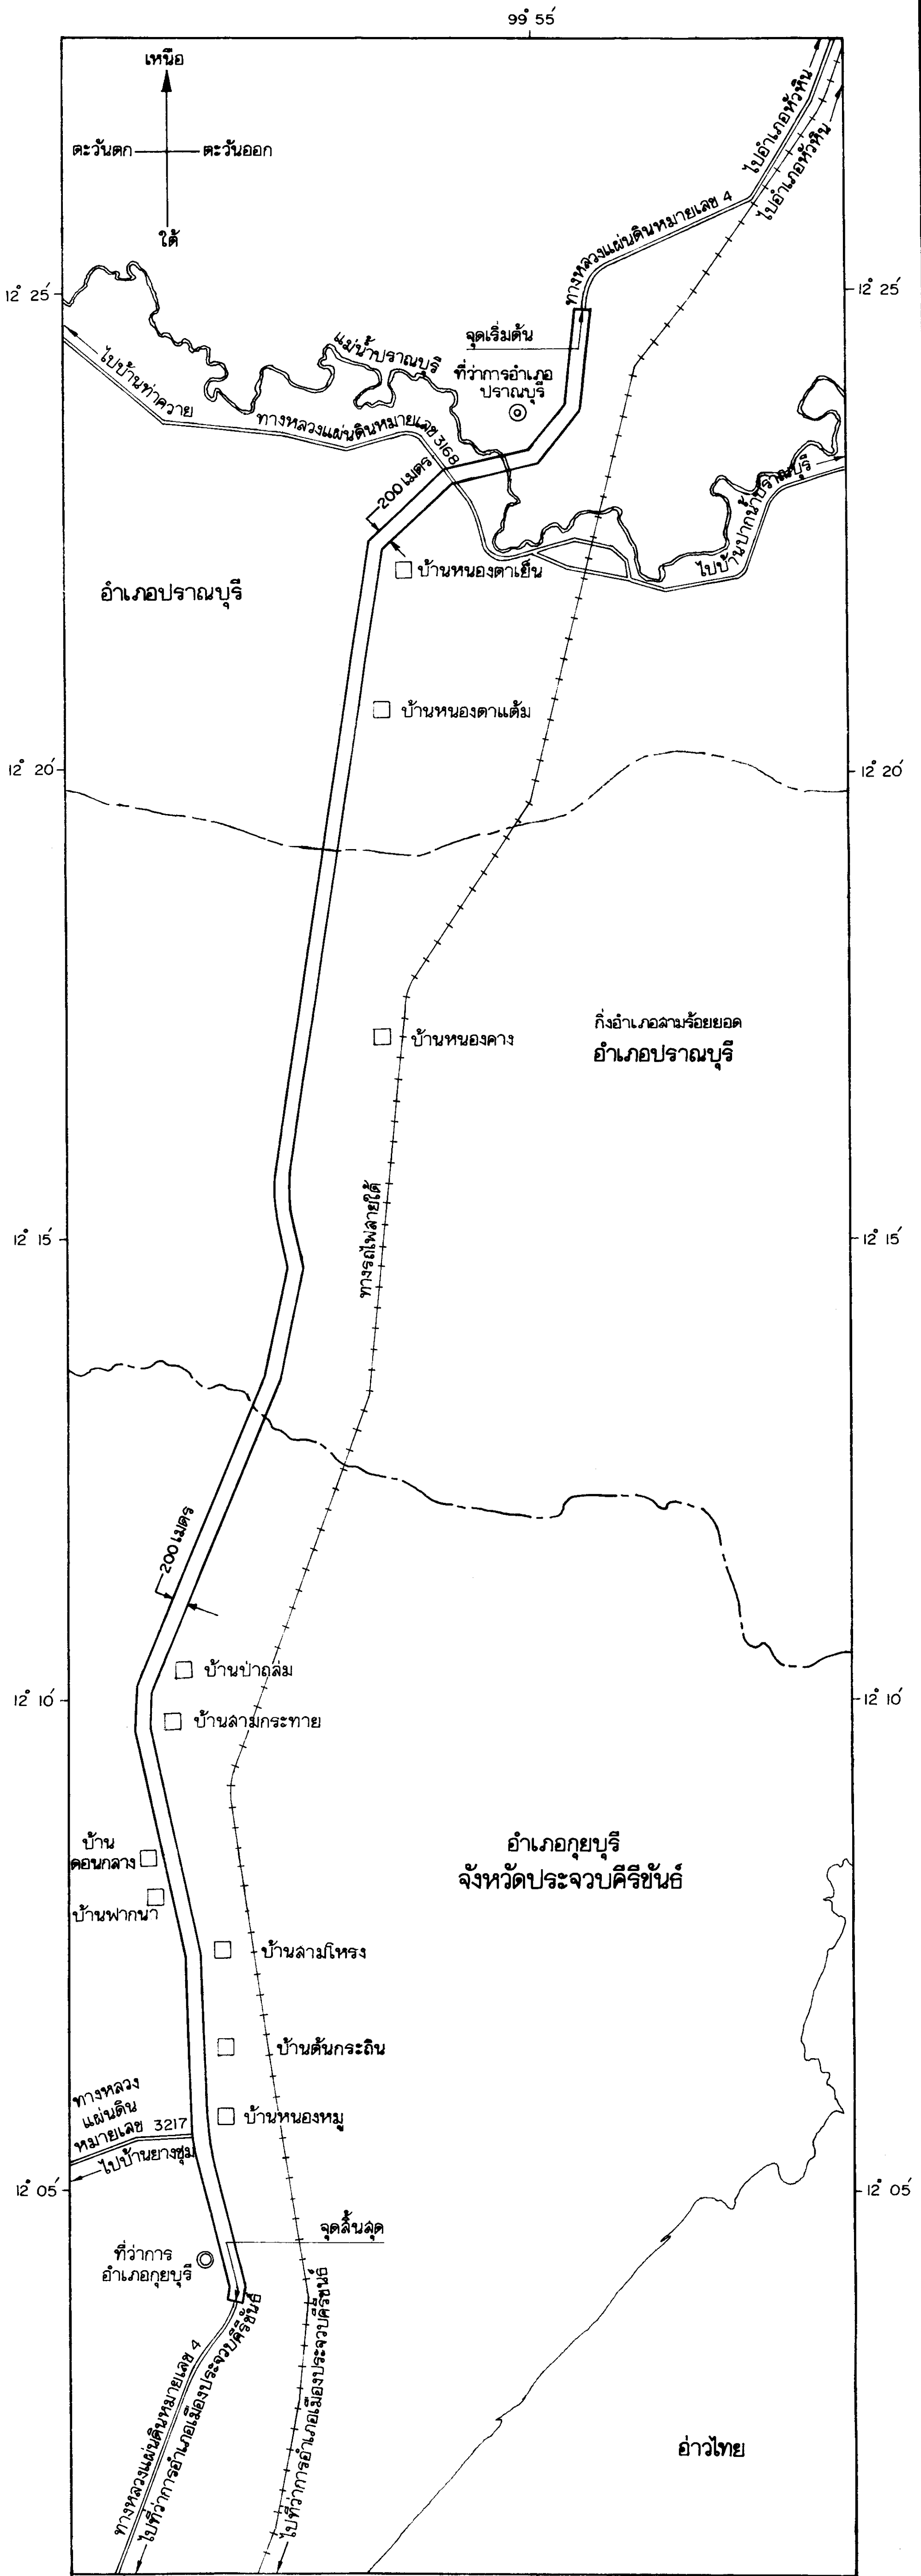 99° 55′
เหนือ
ตะวันตก
ตะวันออก
ใต้
ไปอำเภอหัวหิน
ไปอำเภอหัวหิน
ทางหลวงแผ่นดินหมายเลข 4
12° 25′
12° 25′
จุดเริ่มต้น
แม่น้ำปราณบุรี
ที่ว่าการอำเภอ
ปราณบุรี
ไปบ้านท่าควาย
ทางหลวงแผ่นดินหมายเลข 3168
200 เมตร
ไปบ้านปากน้ำปราณบุรี
บ้านหนองตาเย็น
อำเภอปราณบุรี
บ้านหนองตาแต้ม
12° 20′
12° 20′
กิ่งอำเภอสามร้อยยอด
อำเภอปราณบุรี
บ้านหนองคาง
ทางรถไฟสายใต้
12° 15′
12° 15′
200 เมตร
บ้านป่าถล่ม
12° 10′
12° 10′
บ้านสามกระทาย
บ้าน
ดอนกลาง
อำเภอกุยบุรี
จังหวัดประจวบคีรีขันธ์
บ้านฟากนา
บ้านสามโหรง
บ้านต้นกระถิน
ทางหลวง
แผ่นดิน
หมายเลข 3217
บ้านหนองหมู
ไปบ้านยางชุม
12° 05′
12° 05′
จุดสิ้นสุด
ที่ว่าการ
อำเภอกุยบุรี
ทางหลวงแผ่นดินหมายเลข 4
ไปที่ว่าการอำเภอเมืองประจวบคีรีขันธ์
ไปที่ว่าการอำเภอเมืองประจวบคีรีขันธ์
อ่าวไทย